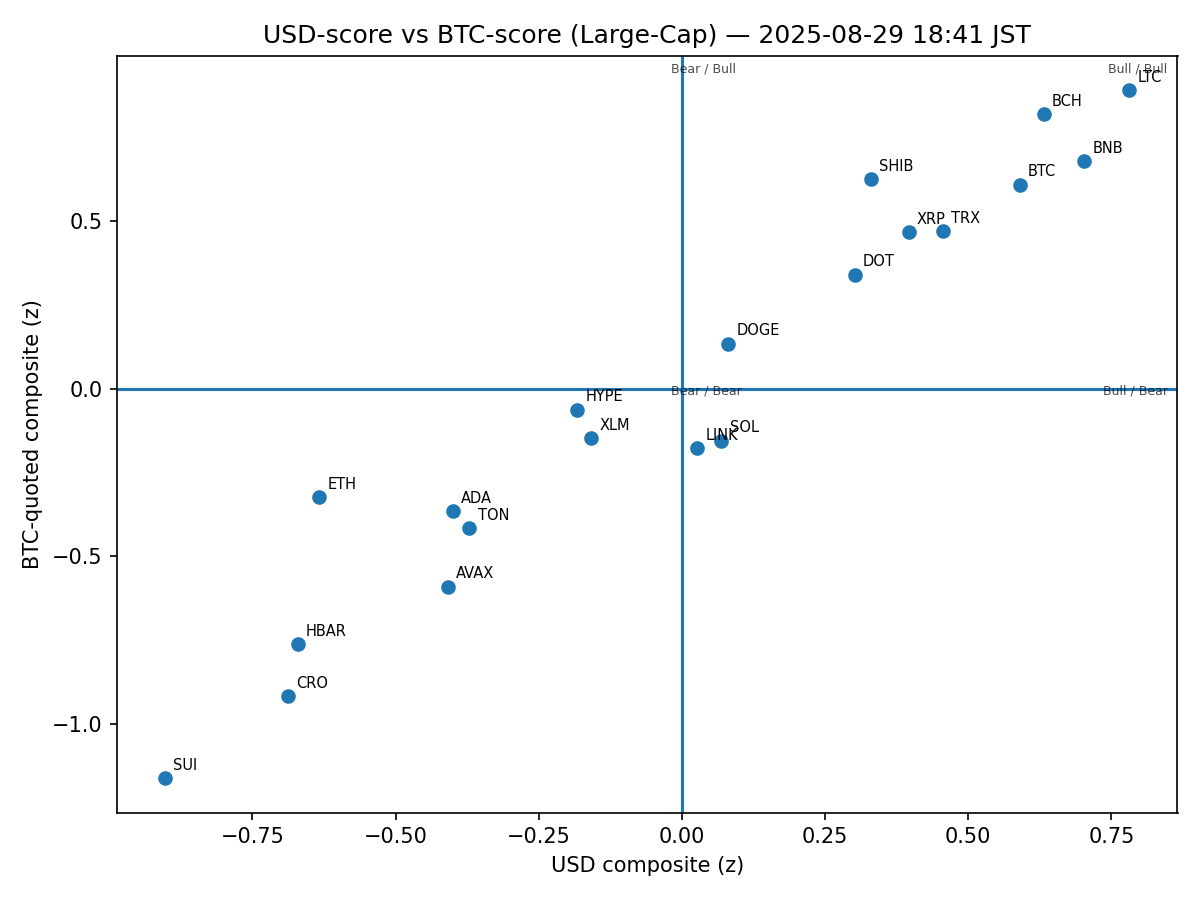 USD-score vs BTC-score (Large-Cap) — 2025-08-29 18:41 JST
Bear / Bull
Bull / Bull
LTC
BCH
BNB
SHIB
BTC
XRP
TRX
DOT
DOGE
Bear / Bear
Bull / Bear
HYPE
XLM
SOL
LINK
ETH
ADA
TON
AVAX
HBAR
CRO
SUI
0.5
0.0
−0.5
−1.0
BTC-quoted composite (z)
−0.75
−0.50
−0.25
0.00
0.25
0.50
0.75
USD composite (z)